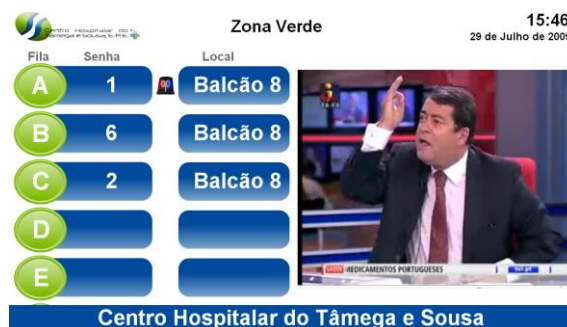 Centro Hospitalar do
Tâmega e Sousa, E.P.E.
Zona Verde
15:46
29 de Julho de 2009
Fila Senha Local
A 1 Balcão 8
B 6 Balcão 8
C 2 Balcão 8
D
E
MEDICAMENTOS PORTUGUESES
Centro Hospitalar do Tâmega e Sousa